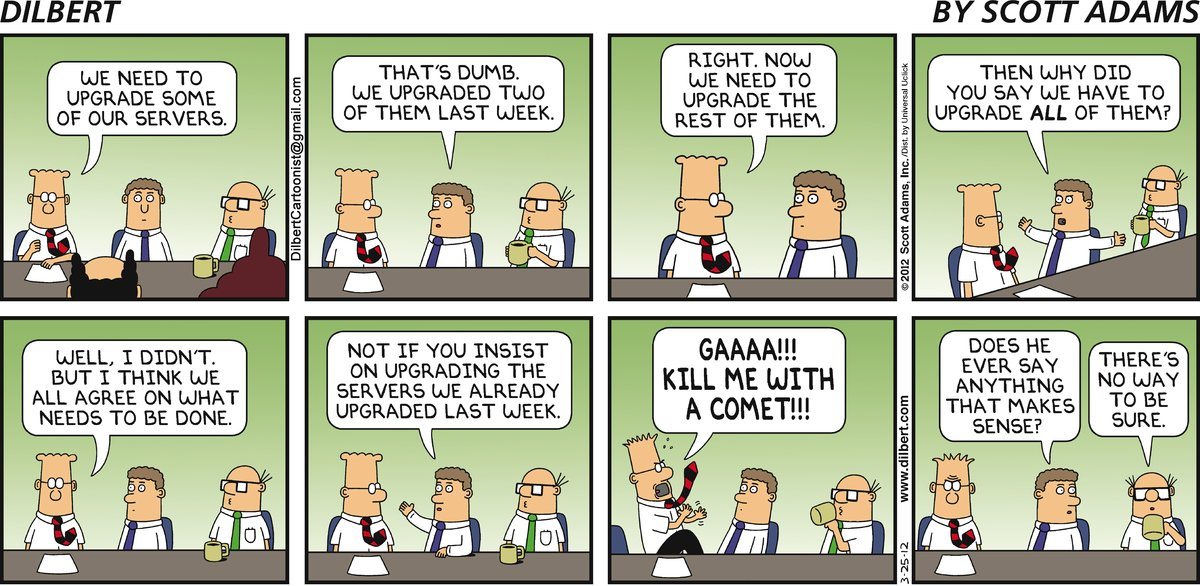 DILBERT
BY SCOTT ADAMS
WE NEED TO
UPGRADE SOME
OF OUR SERVERS.
DilbertCartoonist@gmail.com
THAT'S DUMB.
WE UPGRADED TWO
OF THEM LAST WEEK.
RIGHT. NOW
WE NEED TO
UPGRADE THE
REST OF THEM.
©2012 Scott Adams, Inc. /Dist. by Universal Uclick
THEN WHY DID
YOU SAY WE HAVE TO
UPGRADE ALL OF THEM?
WELL, I DIDN'T.
BUT I THINK WE
ALL AGREE ON WHAT
NEEDS TO BE DONE.
NOT IF YOU INSIST
ON UPGRADING THE
SERVERS WE ALREADY
UPGRADED LAST WEEK.
GAAAA!!!
KILL ME WITH
A COMET!!!
3-25-12
www.dilbert.com
DOES HE
EVER SAY
ANYTHING
THAT MAKES
SENSE?
THERE'S
NO WAY
TO BE
SURE.